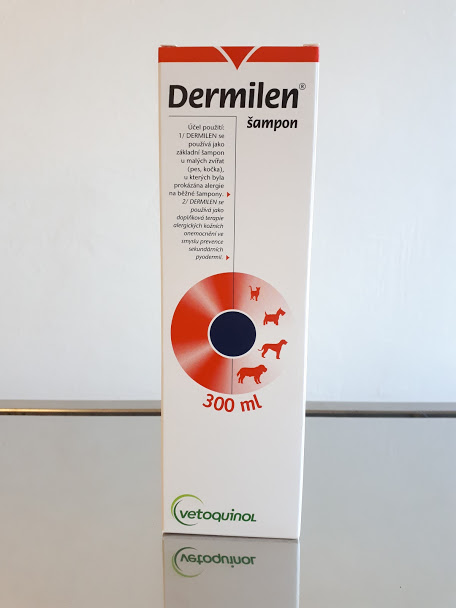 Dermilen®
šampon
Účel použití:
1/ DERMILEN se
používá jako
základní šampon
u malých zvířat
(pes, kočka),
u kterých byla
prokázána alergie
na běžné šampony.
2/ DERMILEN se
používá jako
doplňková terapie
alergických kožních
onemocnění ve
smyslu prevence
sekundárních
pyodermií.
300 ml
vetoquinol